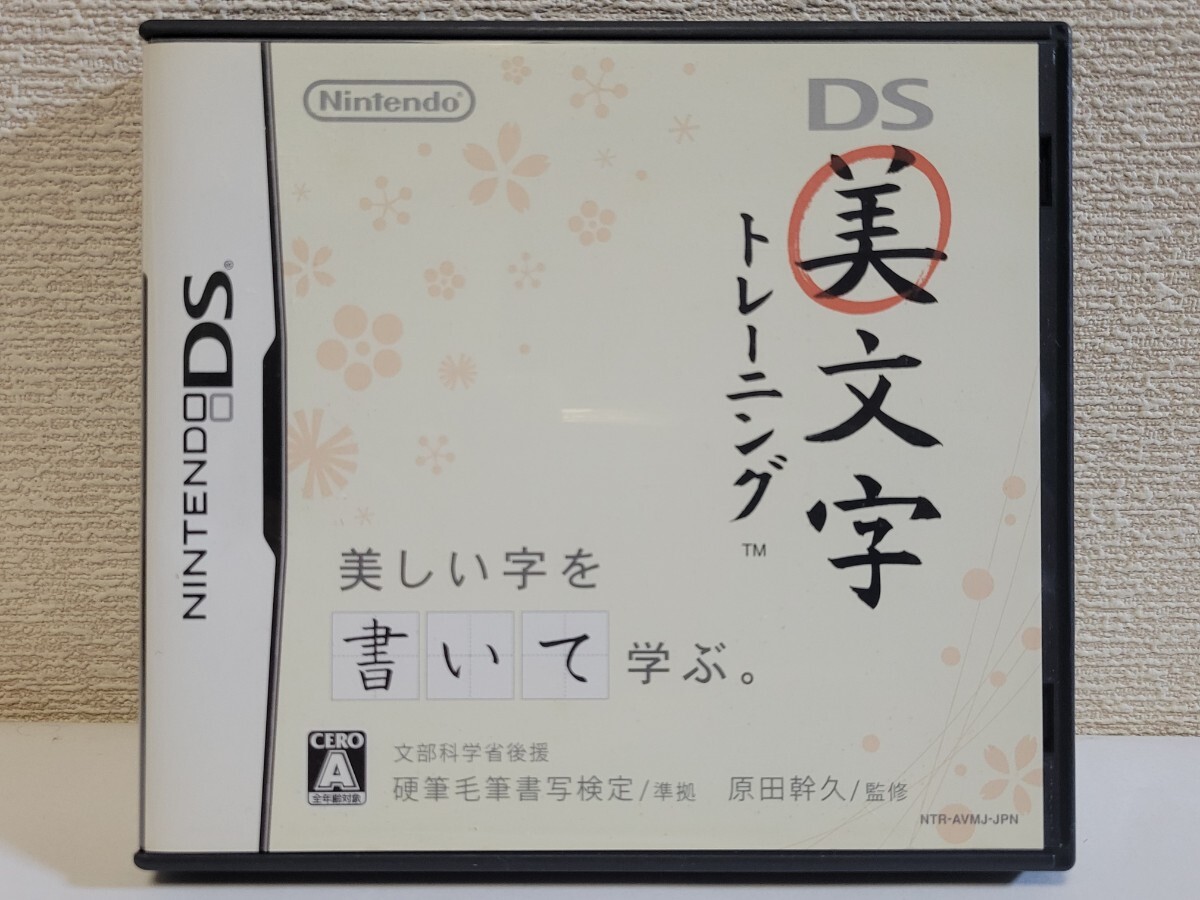 NINTENDO DS®
Nintendo®
DS
美文字
トレーニング™
美しい字を
書いて学ぶ。
CERO
A
全年齢対象
文部科学省後援
硬筆毛筆書写検定/準拠 原田幹久/監修
NTR-AVMJ-JPN